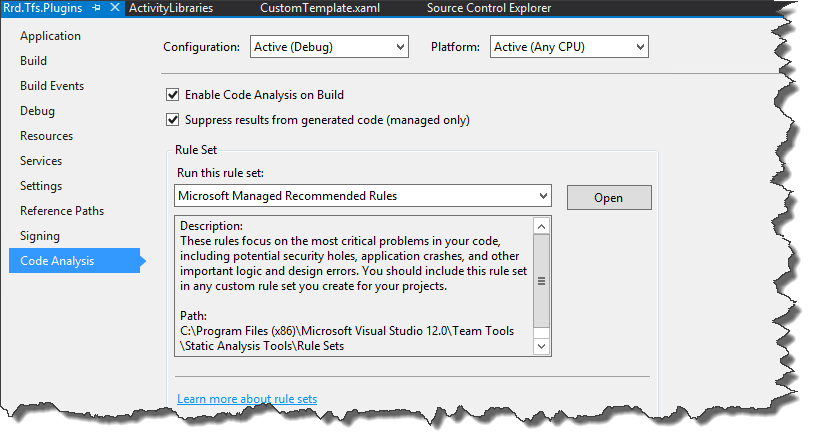 Rrd.Tfs.Plugins ActivityLibraries CustomTemplate.xaml Source Control Explorer
Application
Build
Build Events
Debug
Resources
Services
Settings
Reference Paths
Signing
Code Analysis
Configuration: Active (Debug) Platform: Active (Any CPU)
Enable Code Analysis on Build
Suppress results from generated code (managed only)
Rule Set
Run this rule set:
Microsoft Managed Recommended Rules Open
Description:
These rules focus on the most critical problems in your code,
including potential security holes, application crashes, and other
important logic and design errors. You should include this rule set
in any custom rule set you create for your projects.
Path:
C:\Program Files (x86)\Microsoft Visual Studio 12.0\Team Tools
\Static Analysis Tools\Rule Sets
Learn more about rule sets